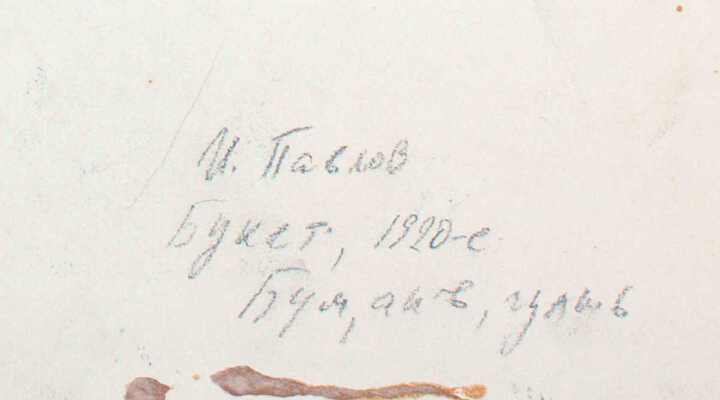 И. Павлов
Букет, 1920-е
Бум, акв, гуашь